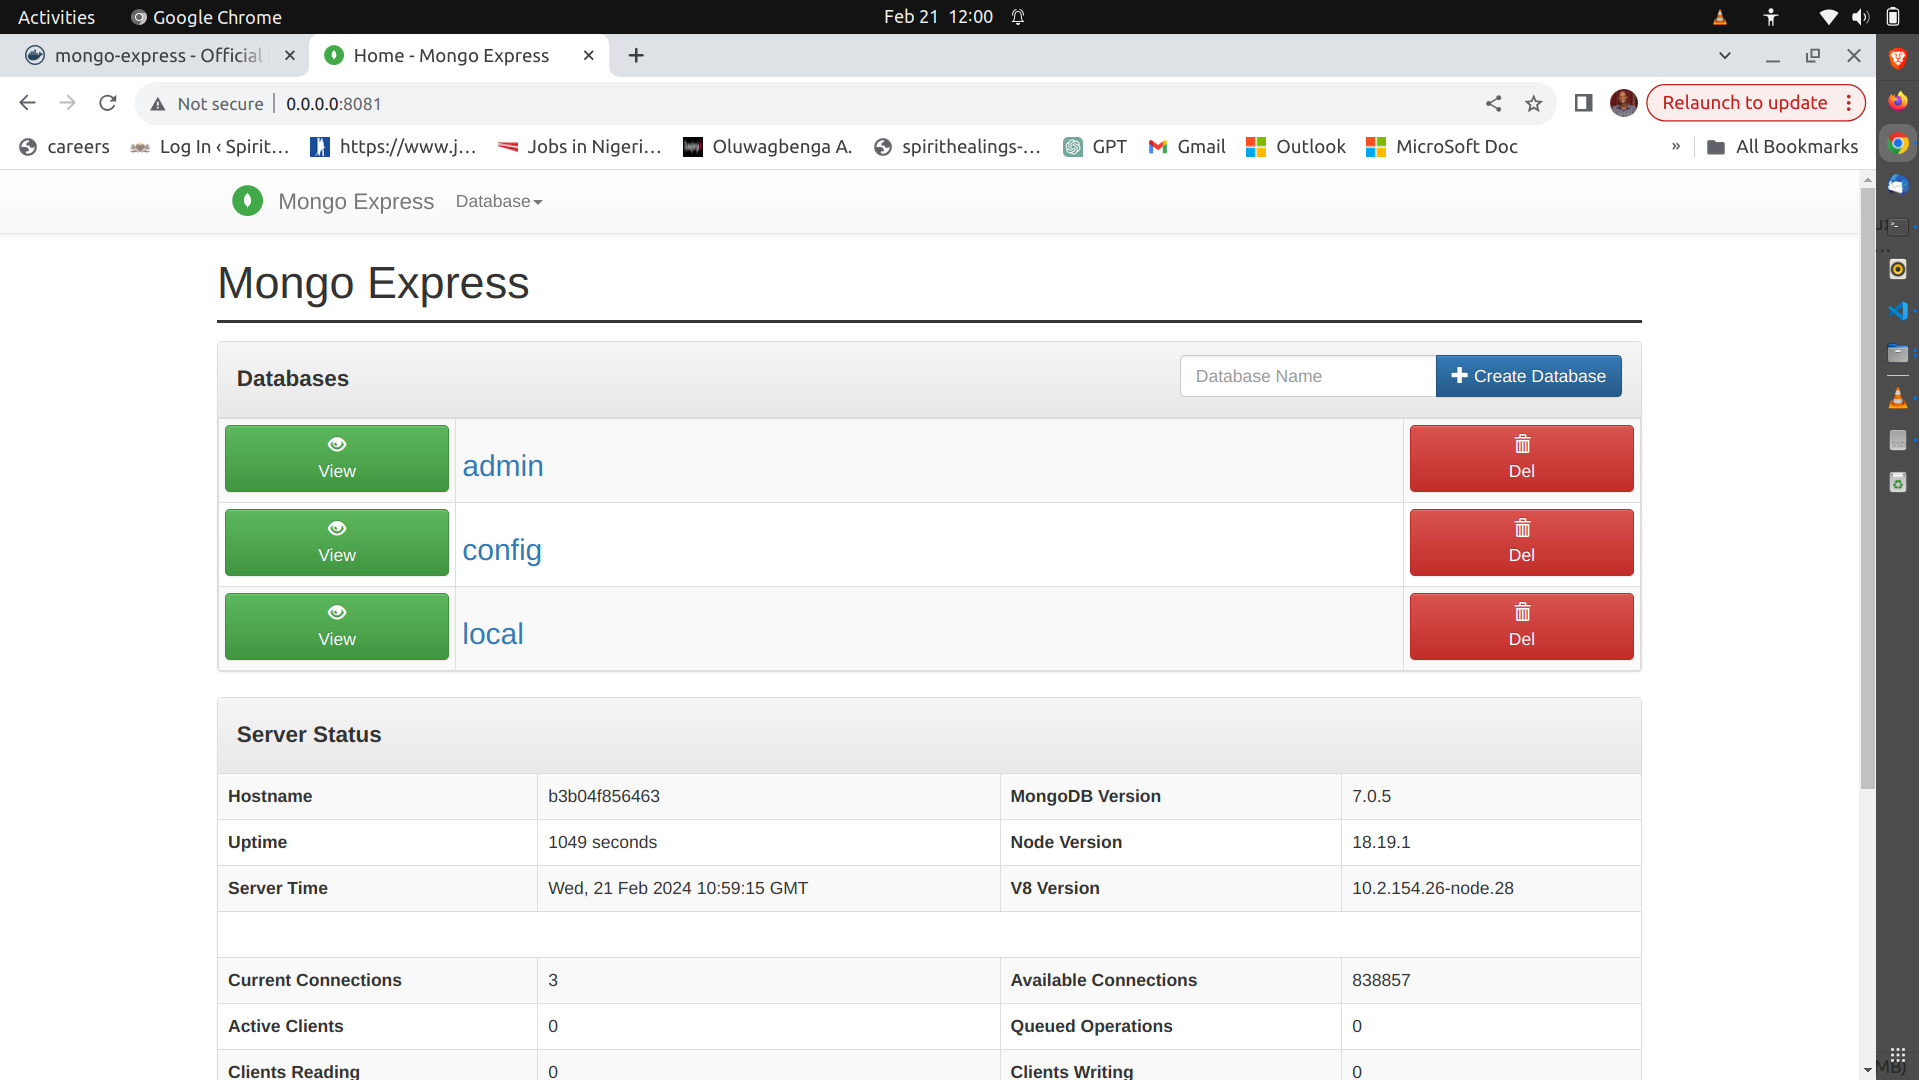 Activities Google Chrome Feb 21 12:00
mongo-express - Official Home - Mongo Express
Not secure 0.0.0.0:8081 Relaunch to update
careers Log In ‹ Spirit… https://www.j… Jobs in Nigeri… Oluwagbenga A. spirithealings-… GPT Gmail Outlook MicroSoft Doc » All Bookmarks
Mongo Express Database
Mongo Express
Databases Database Name Create Database
View admin Del
View config Del
View local Del
Server Status
Hostname b3b04f856463 MongoDB Version 7.0.5
Uptime 1049 seconds Node Version 18.19.1
Server Time Wed, 21 Feb 2024 10:59:15 GMT V8 Version 10.2.154.26-node.28
Current Connections 3 Available Connections 838857
Active Clients 0 Queued Operations 0
Clients Reading 0 Clients Writing 0
MB)